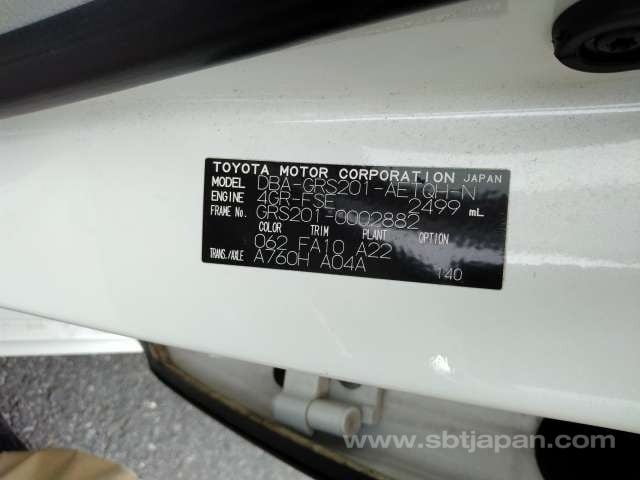 TOYOTA MOTOR CORPORATION JAPAN
MODEL DBA-GRS201-AETQH-N
ENGINE 4GR-FSE 2499 mL
FRAME No. GRS201-0002882
COLOR TRIM PLANT OPTION
062 FA10 A22
TRANS./AXLE A760H A04A
140
www.sbtjapan.com